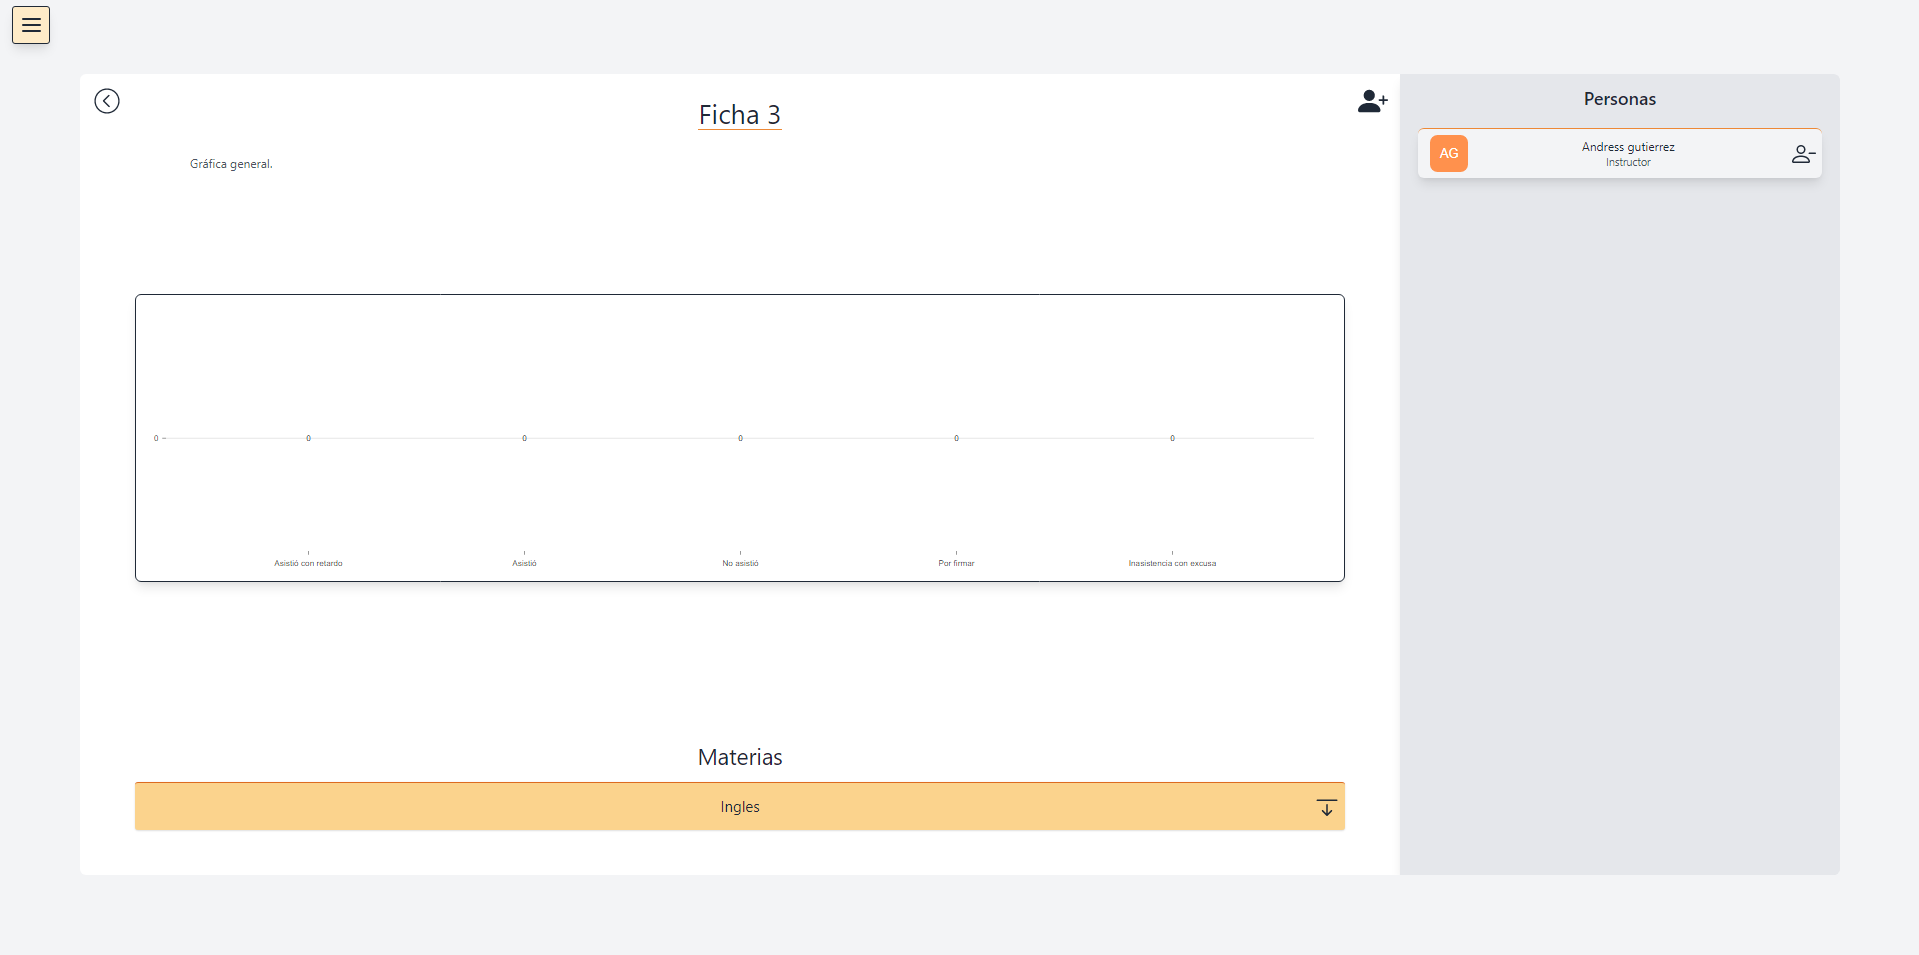 Ficha 3
Gráfica general.
0 0 0 0 0 0
Asistió con retardo Asistió No asistió Por firmar Inasistencia con excusa
Materias
Ingles
Personas
AG
Andress gutierrez
Instructor